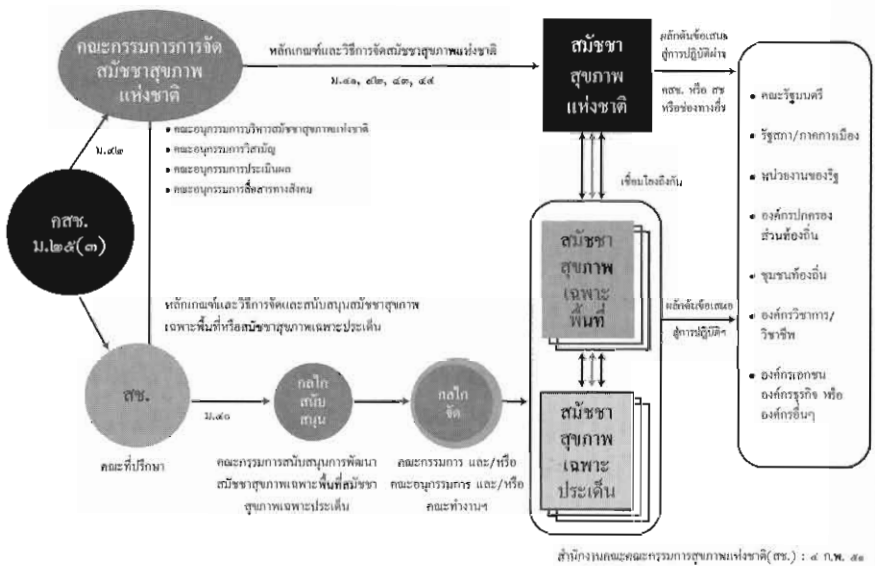 คณะกรรมการการจัด
สมัชชาสุขภาพ
แห่งชาติ
หลักเกณฑ์และวิธีการจัดสมัชชาสุขภาพแห่งชาติ
ม.๔๑, ๔๒, ๔๓, ๔๔
สมัชชา
สุขภาพ
แห่งชาติ
ผลักดันข้อเสนอ
สู่การปฏิบัติผ่าน
คสช. หรือ สช
หรือช่องทางอื่น
• คณะรัฐมนตรี
• รัฐสภา/ภาคการเมือง
• หน่วยงานของรัฐ
• องค์กรปกครอง
ส่วนท้องถิ่น
• ชุมชนท้องถิ่น
• องค์กรวิชาการ/
วิชาชีพ
• องค์กรเอกชน
องค์กรธุรกิจ หรือ
องค์กรอื่นๆ
ม.๔๒
• คณะอนุกรรมการบริหารสมัชชาสุขภาพแห่งชาติ
• คณะอนุกรรมการวิสามัญ
• คณะอนุกรรมการประเมินผล
• คณะอนุกรรมการสื่อสารทางสังคม
คสช.
ม.๒๕(๓)
เชื่อมโยงถึงกัน
สมัชชา
สุขภาพ
เฉพาะ
พื้นที่
ผลักดันข้อเสนอ
สู่การปฏิบัติฯ
หลักเกณฑ์และวิธีการจัดและสนับสนุนสมัชชาสุขภาพ
เฉพาะพื้นที่หรือสมัชชาสุขภาพเฉพาะประเด็น
สช.
ม.๔๐
กลไก
สนับ
สนุน
กลไก
จัด
สมัชชา
สุขภาพ
เฉพาะ
ประเด็น
คณะที่ปรึกษา
คณะกรรมการสนับสนุนการพัฒนา
สมัชชาสุขภาพเฉพาะพื้นที่สมัชชา
สุขภาพเฉพาะประเด็น
คณะกรรมการ และ/หรือ
คณะอนุกรรมการ และ/หรือ
คณะทำงานฯ
สำนักงานคณะคณะกรรมการสุขภาพแห่งชาติ(สช.) : ๔ ก.พ. ๕๑